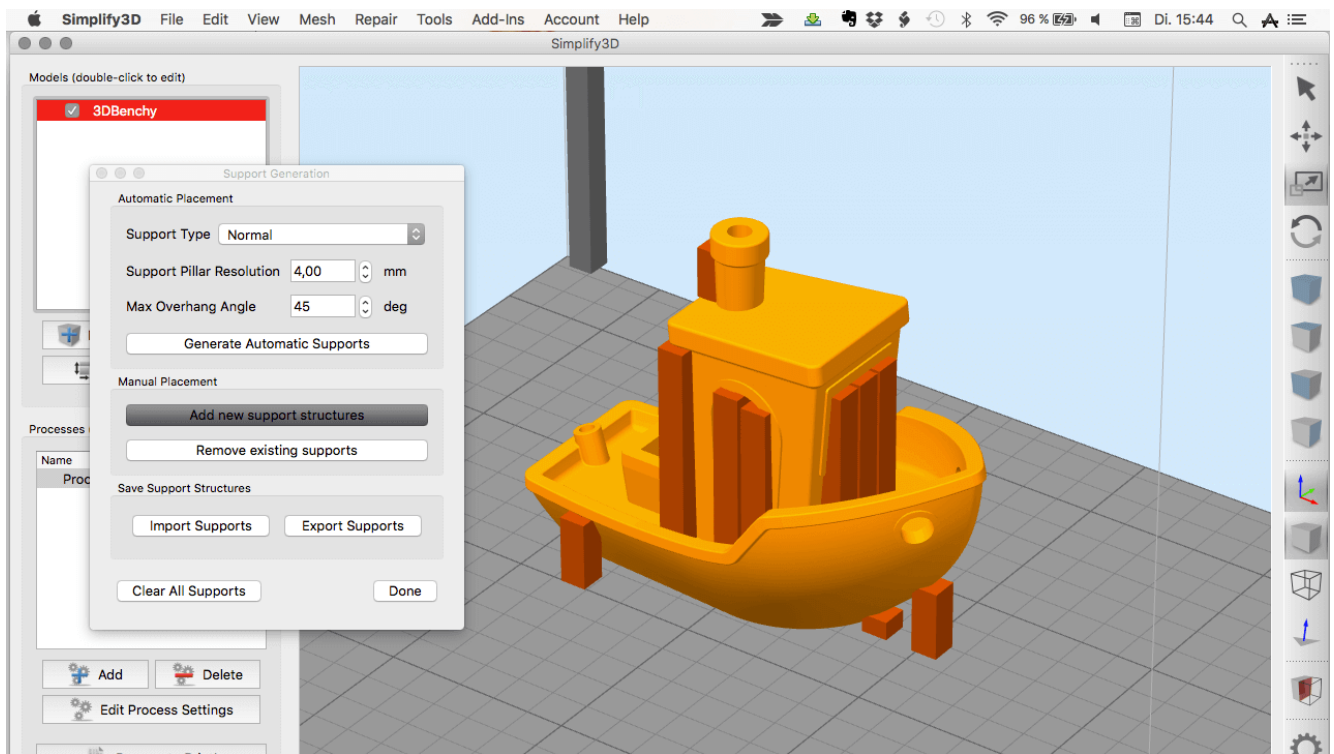 Simplify3D File Edit View Mesh Repair Tools Add-Ins Account Help 96 % Di. 15:44
Simplify3D
Models (double-click to edit)
3DBenchy
Support Generation
Automatic Placement
Support Type Normal
Support Pillar Resolution 4,00 mm
Max Overhang Angle 45 deg
Generate Automatic Supports
Manual Placement
Add new support structures
Remove existing supports
Save Support Structures
Import Supports Export Supports
Clear All Supports Done
Processes
Name
Proc
Add Delete
Edit Process Settings